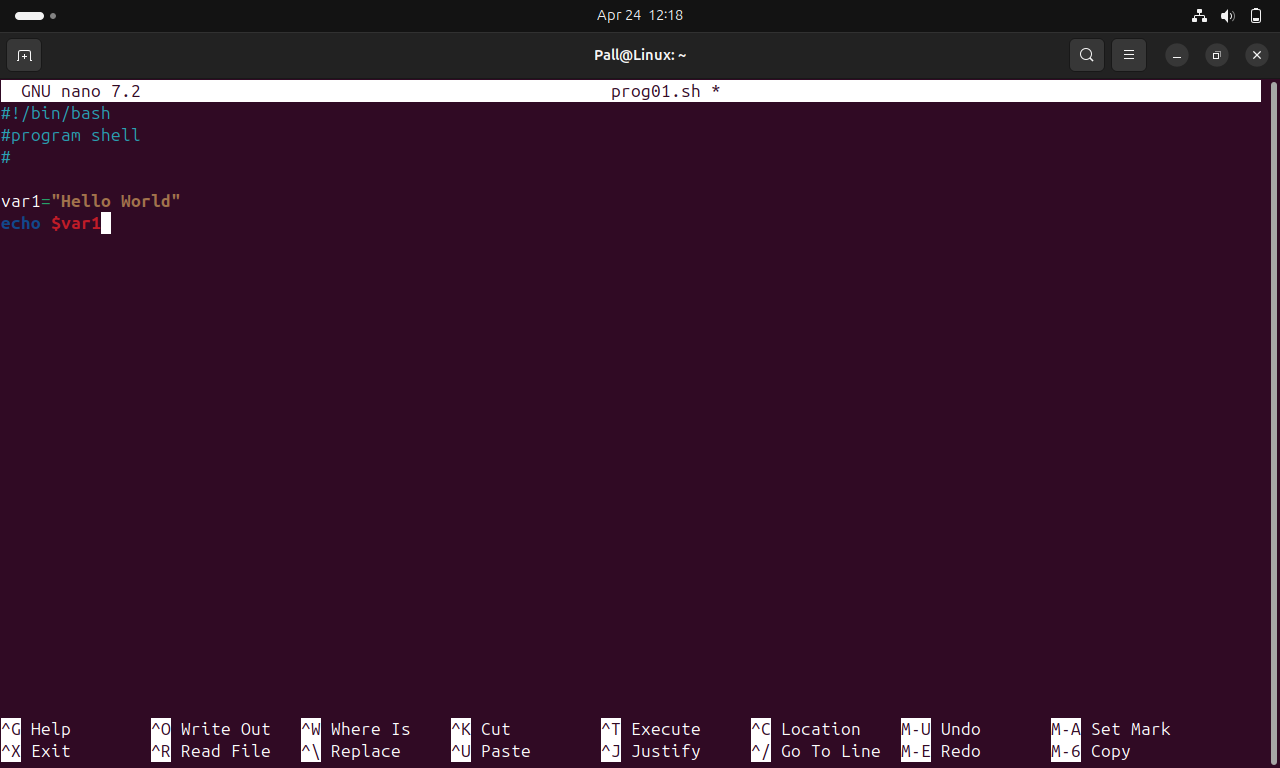 Apr 24 12:18
Pall@Linux: ~
GNU nano 7.2 prog01.sh *
#!/bin/bash
#program shell
#
var1="Hello World"
echo $var1
^G Help ^O Write Out ^W Where Is ^K Cut ^T Execute ^C Location M-U Undo M-A Set Mark
^X Exit ^R Read File ^\ Replace ^U Paste ^J Justify ^/ Go To Line M-E Redo M-6 Copy